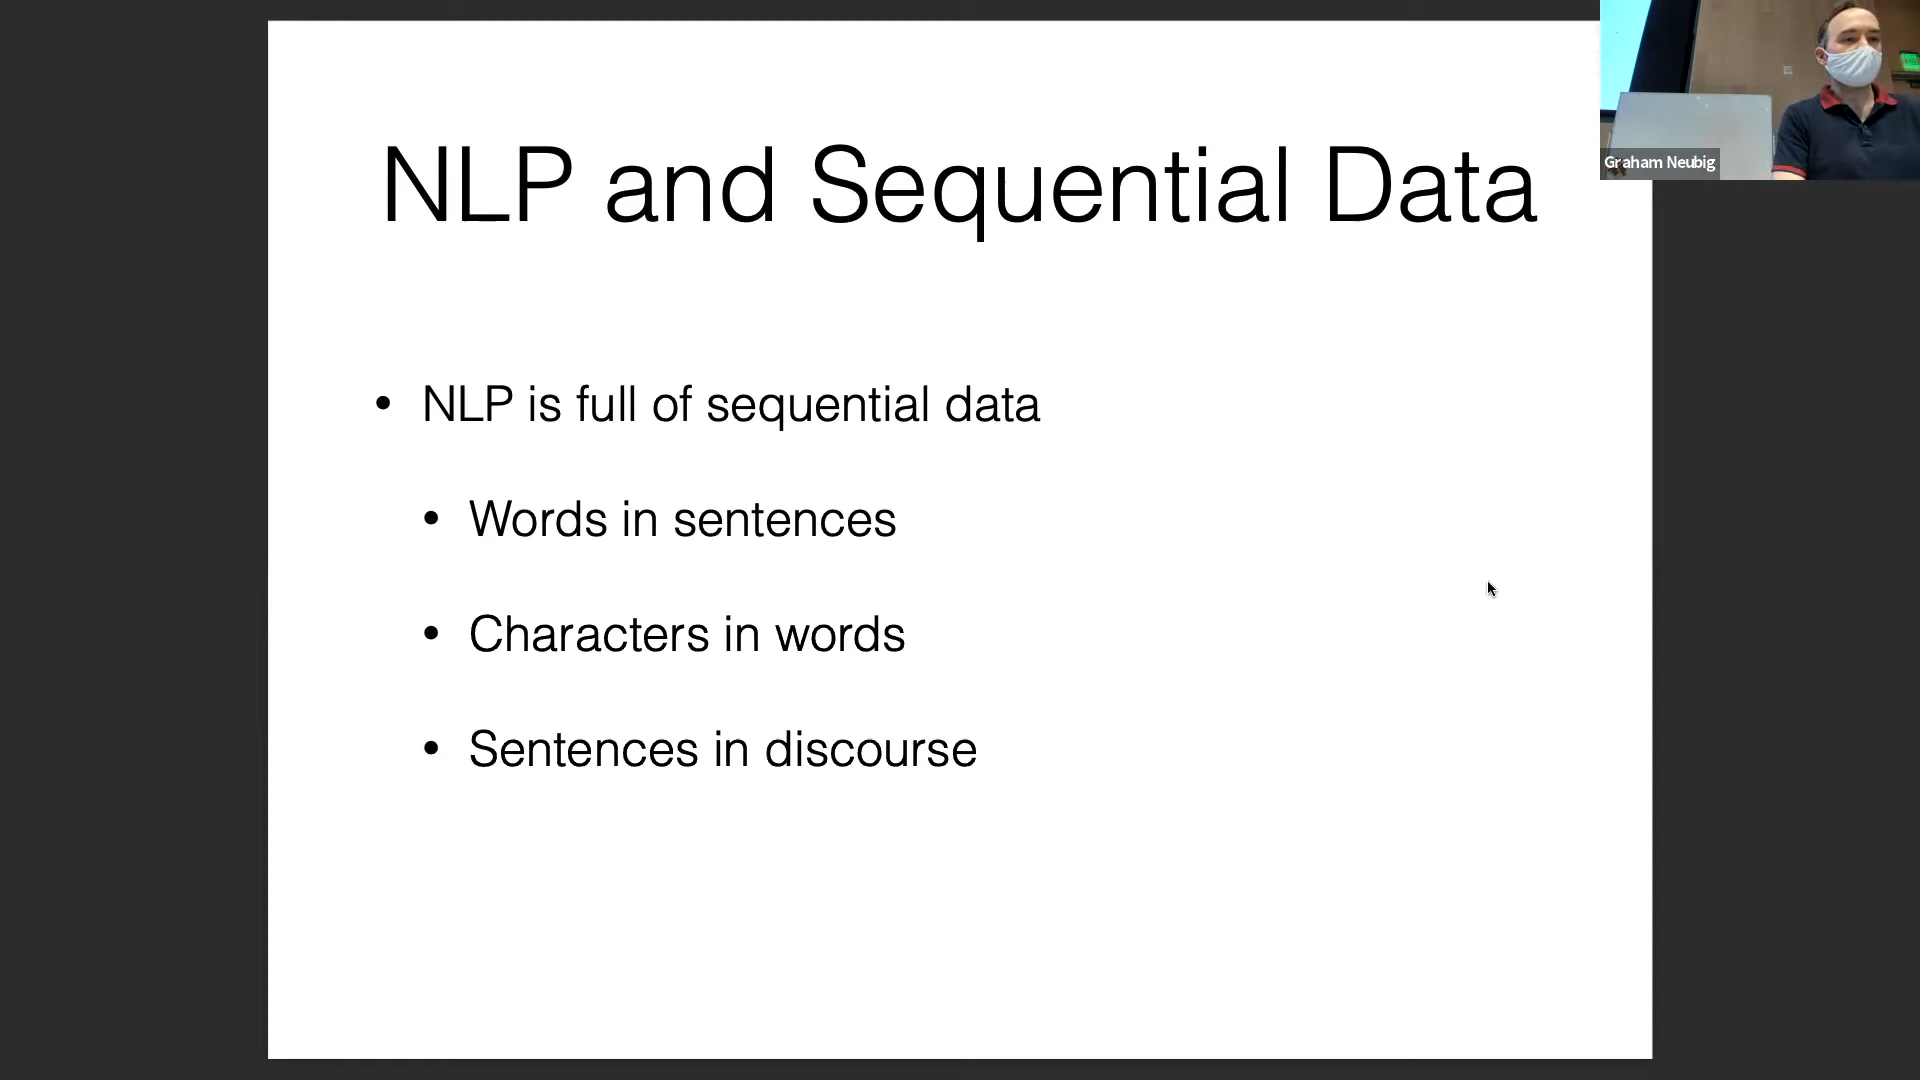 NLP and Sequential Data
• NLP is full of sequential data
• Words in sentences
• Characters in words
• Sentences in discourse
Graham Neubig